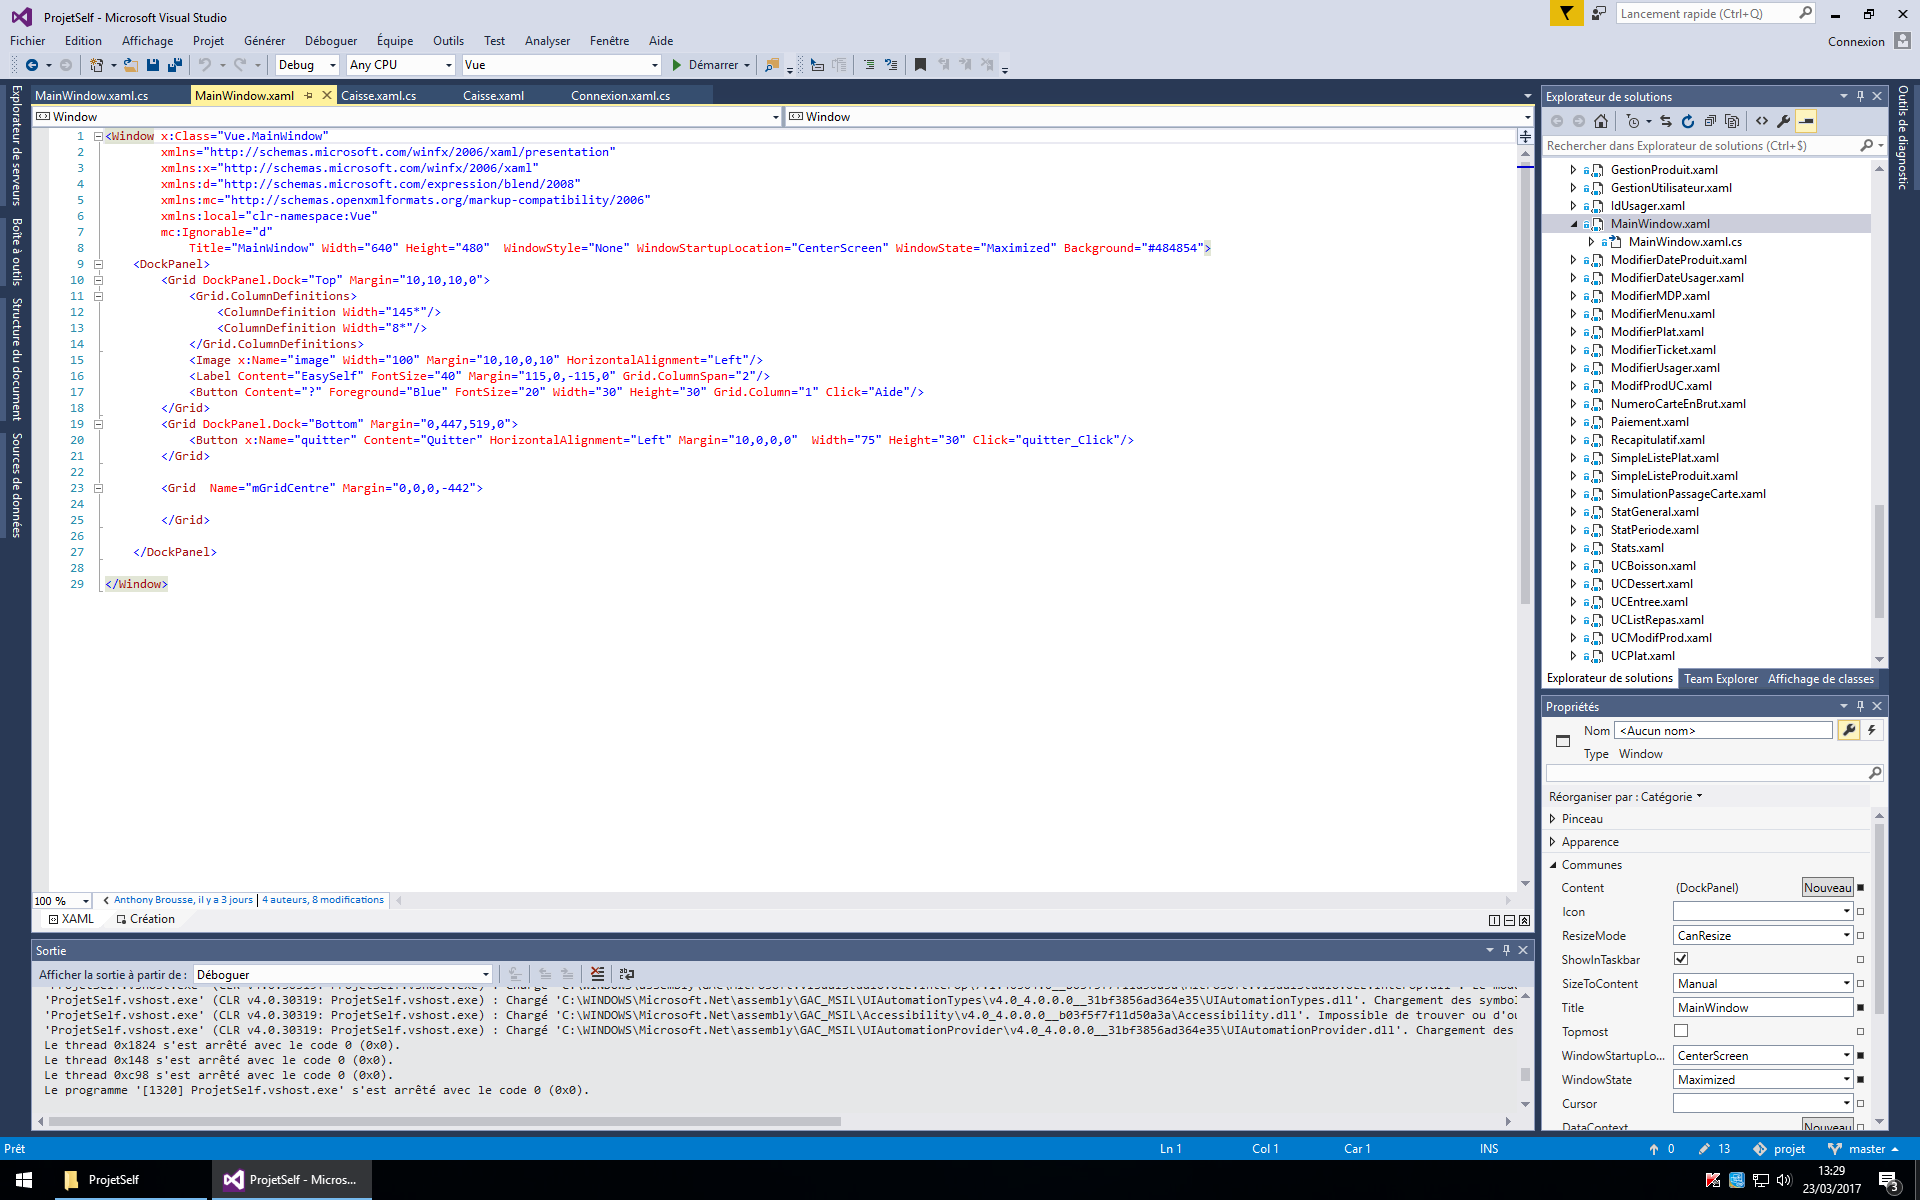 ProjetSelf - Microsoft Visual Studio
Lancement rapide (Ctrl+Q)
Fichier Edition Affichage Projet Générer Déboguer Équipe Outils Test Analyser Fenêtre Aide
Connexion
Debug Any CPU Vue Démarrer
Explorateur de serveurs
Boîte à outils
Structure du document
Sources de données
MainWindow.xaml.cs MainWindow.xaml Caisse.xaml.cs Caisse.xaml Connexion.xaml.cs
Window Window
1 <Window x:Class="Vue.MainWindow"
2 xmlns="http://schemas.microsoft.com/winfx/2006/xaml/presentation"
3 xmlns:x="http://schemas.microsoft.com/winfx/2006/xaml"
4 xmlns:d="http://schemas.microsoft.com/expression/blend/2008"
5 xmlns:mc="http://schemas.openxmlformats.org/markup-compatibility/2006"
6 xmlns:local="clr-namespace:Vue"
7 mc:Ignorable="d"
8 Title="MainWindow" Width="640" Height="480"  WindowStyle="None" WindowStartupLocation="CenterScreen" WindowState="Maximized" Background="#484854">
9 <DockPanel>
10 <Grid DockPanel.Dock="Top" Margin="10,10,10,0">
11 <Grid.ColumnDefinitions>
12 <ColumnDefinition Width="145*"/>
13 <ColumnDefinition Width="8*"/>
14 </Grid.ColumnDefinitions>
15 <Image x:Name="image" Width="100" Margin="10,10,0,10" HorizontalAlignment="Left"/>
16 <Label Content="EasySelf" FontSize="40" Margin="115,0,-115,0" Grid.ColumnSpan="2"/>
17 <Button Content="?" Foreground="Blue" FontSize="20" Width="30" Height="30" Grid.Column="1" Click="Aide"/>
18 </Grid>
19 <Grid DockPanel.Dock="Bottom" Margin="0,447,519,0">
20 <Button x:Name="quitter" Content="Quitter" HorizontalAlignment="Left" Margin="10,0,0,0"  Width="75" Height="30" Click="quitter_Click"/>
21 </Grid>
22
23 <Grid  Name="mGridCentre" Margin="0,0,0,-442">
24
25 </Grid>
26
27 </DockPanel>
28
29 </Window>
100 % Anthony Brousse, il y a 3 jours | 4 auteurs, 8 modifications
XAML Création
Sortie
Afficher la sortie à partir de : Déboguer
'ProjetSelf.vshost.exe' (CLR v4.0.30319: ProjetSelf.vshost.exe) : Chargé 'C:\WINDOWS\Microsoft.Net\assembly\GAC_MSIL\UIAutomationTypes\v4.0_4.0.0.0__31bf3856ad364e35\UIAutomationTypes.dll'. Chargement des symbo
'ProjetSelf.vshost.exe' (CLR v4.0.30319: ProjetSelf.vshost.exe) : Chargé 'C:\WINDOWS\Microsoft.Net\assembly\GAC_MSIL\Accessibility\v4.0_4.0.0.0__b03f5f7f11d50a3a\Accessibility.dll'. Impossible de trouver ou d'ou
'ProjetSelf.vshost.exe' (CLR v4.0.30319: ProjetSelf.vshost.exe) : Chargé 'C:\WINDOWS\Microsoft.Net\assembly\GAC_MSIL\UIAutomationProvider\v4.0_4.0.0.0__31bf3856ad364e35\UIAutomationProvider.dll'. Chargement des
Le thread 0x1824 s'est arrêté avec le code 0 (0x0).
Le thread 0x148 s'est arrêté avec le code 0 (0x0).
Le thread 0xc98 s'est arrêté avec le code 0 (0x0).
Le programme '[1320] ProjetSelf.vshost.exe' s'est arrêté avec le code 0 (0x0).
Explorateur de solutions
Rechercher dans Explorateur de solutions (Ctrl+$)
GestionProduit.xaml
GestionUtilisateur.xaml
IdUsager.xaml
MainWindow.xaml
MainWindow.xaml.cs
ModifierDateProduit.xaml
ModifierDateUsager.xaml
ModifierMDP.xaml
ModifierMenu.xaml
ModifierPlat.xaml
ModifierTicket.xaml
ModifierUsager.xaml
ModifProdUC.xaml
NumeroCarteEnBrut.xaml
Paiement.xaml
Recapitulatif.xaml
SimpleListePlat.xaml
SimpleListeProduit.xaml
SimulationPassageCarte.xaml
StatGeneral.xaml
StatPeriode.xaml
Stats.xaml
UCBoisson.xaml
UCDessert.xaml
UCEntree.xaml
UCListRepas.xaml
UCModifProd.xaml
UCPlat.xaml
Explorateur de solutions Team Explorer Affichage de classes
Outils de diagnostic
Propriétés
Nom <Aucun nom>
Type Window
Réorganiser par : Catégorie
Pinceau
Apparence
Communes
Content (DockPanel) Nouveau
Icon
ResizeMode CanResize
ShowInTaskbar
SizeToContent Manual
Title MainWindow
Topmost
WindowStartupLo... CenterScreen
WindowState Maximized
Cursor
DataContext Nouveau
Prêt Ln 1 Col 1 Car 1 INS 0 13 projet master
ProjetSelf ProjetSelf - Micros...
13:29
23/03/2017
3